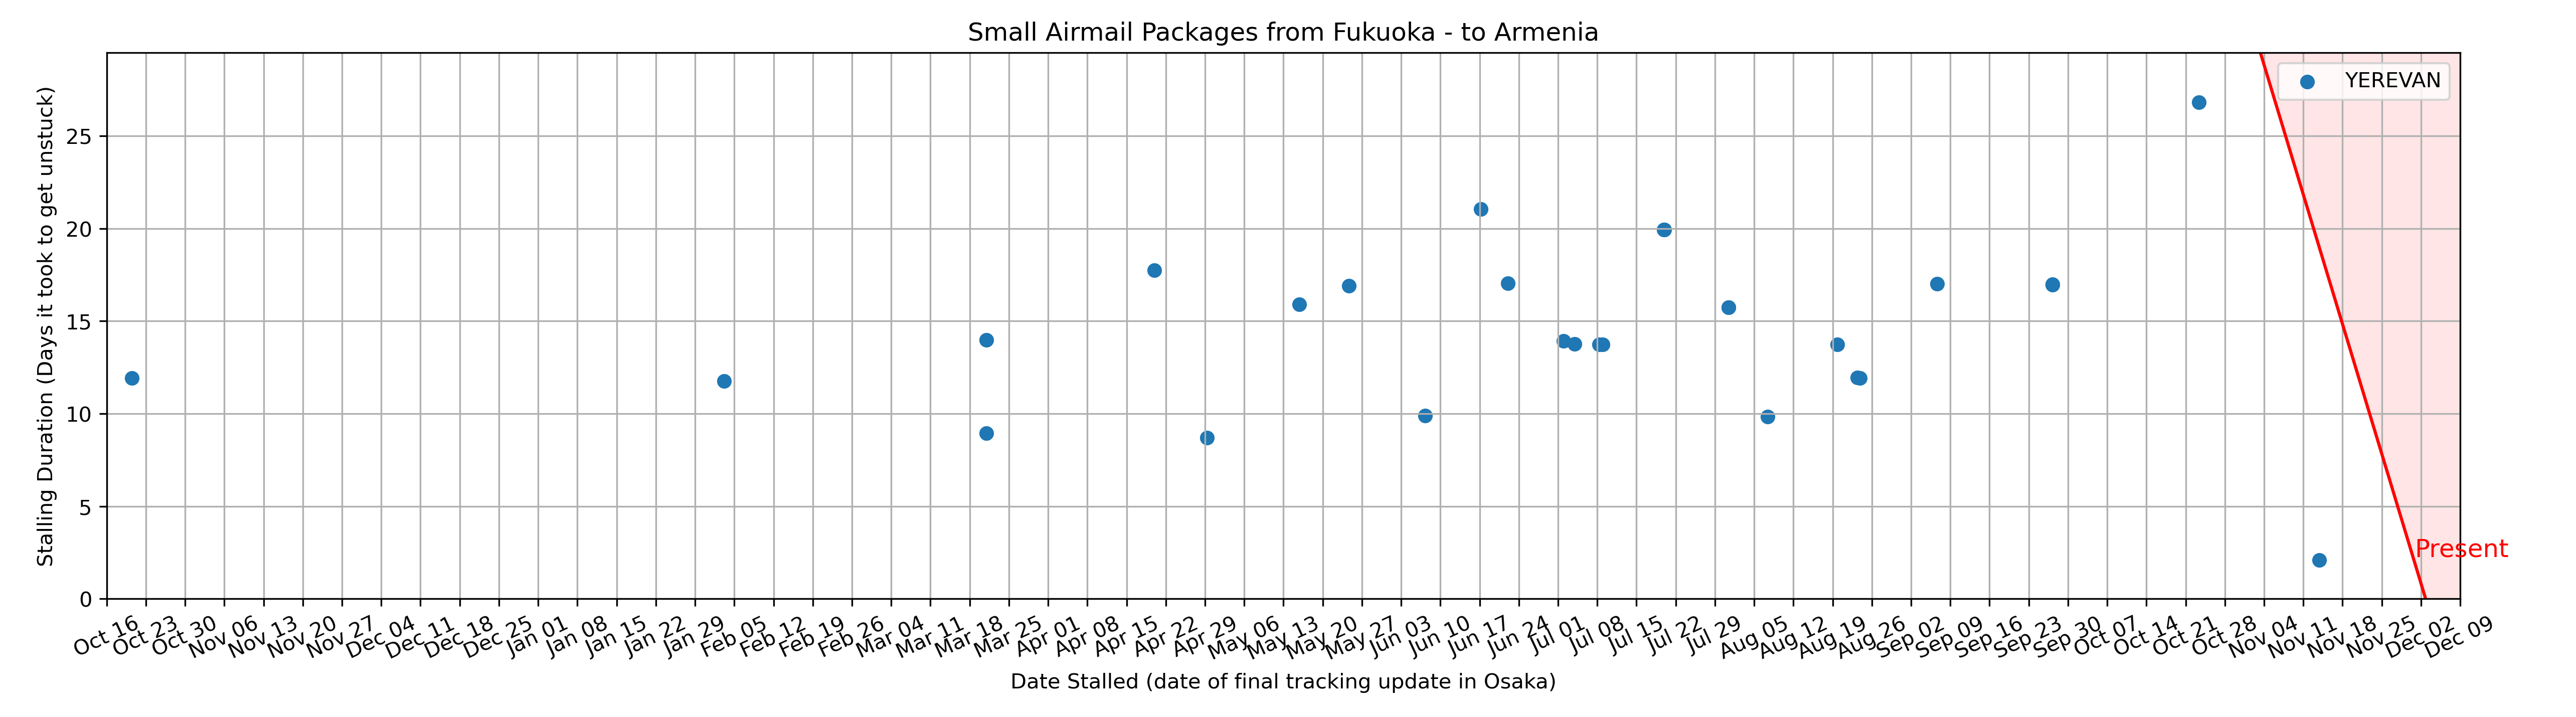 Small Airmail Packages from Fukuoka - to Armenia
Stalling Duration (Days it took to get unstuck)
25
20
15
10
5
0
YEREVAN
Present
Oct 16
Oct 23
Oct 30
Nov 06
Nov 13
Nov 20
Nov 27
Dec 04
Dec 11
Dec 18
Dec 25
Jan 01
Jan 08
Jan 15
Jan 22
Jan 29
Feb 05
Feb 12
Feb 19
Feb 26
Mar 04
Mar 11
Mar 18
Mar 25
Apr 01
Apr 08
Apr 15
Apr 22
Apr 29
May 06
May 13
May 20
May 27
Jun 03
Jun 10
Jun 17
Jun 24
Jul 01
Jul 08
Jul 15
Jul 22
Jul 29
Aug 05
Aug 12
Aug 19
Aug 26
Sep 02
Sep 09
Sep 16
Sep 23
Sep 30
Oct 07
Oct 14
Oct 21
Oct 28
Nov 04
Nov 11
Nov 18
Nov 25
Dec 02
Dec 09
Date Stalled (date of final tracking update in Osaka)